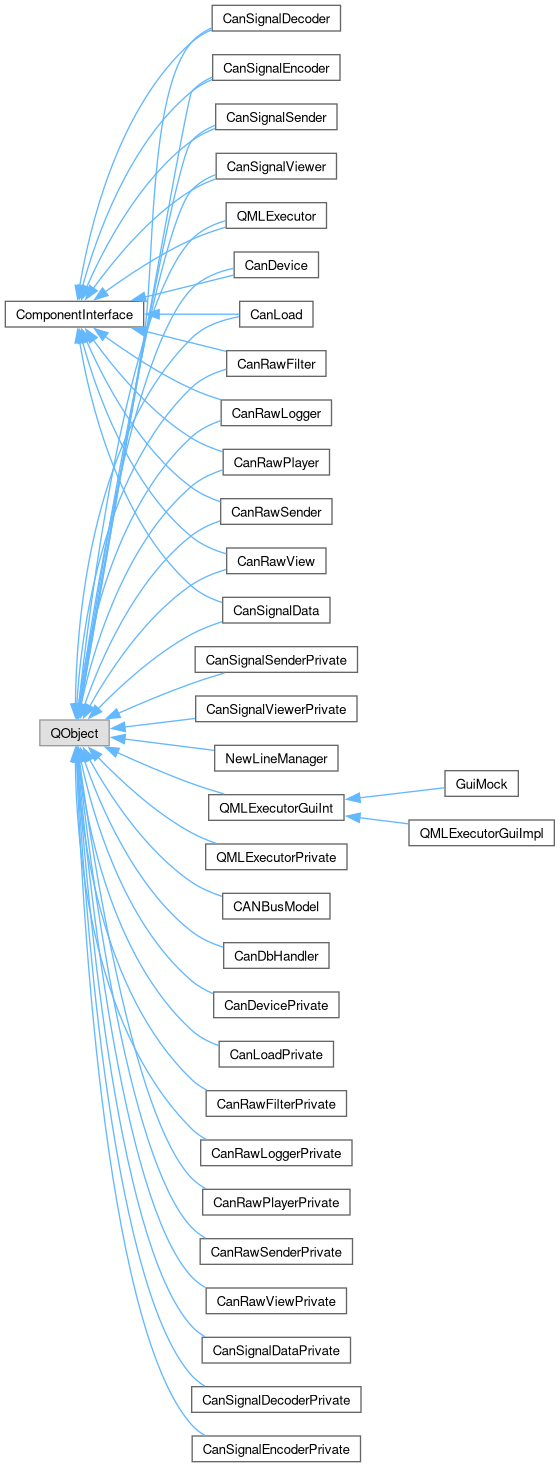 CanSignalDecoder
CanSignalEncoder
CanSignalSender
CanSignalViewer
QMLExecutor
CanDevice
ComponentInterface
CanLoad
CanRawFilter
CanRawLogger
CanRawPlayer
CanRawSender
CanRawView
CanSignalData
CanSignalSenderPrivate
CanSignalViewerPrivate
QObject
NewLineManager
GuiMock
QMLExecutorGuiInt
QMLExecutorGuiImpl
QMLExecutorPrivate
CANBusModel
CanDbHandler
CanDevicePrivate
CanLoadPrivate
CanRawFilterPrivate
CanRawLoggerPrivate
CanRawPlayerPrivate
CanRawSenderPrivate
CanRawViewPrivate
CanSignalDataPrivate
CanSignalDecoderPrivate
CanSignalEncoderPrivate